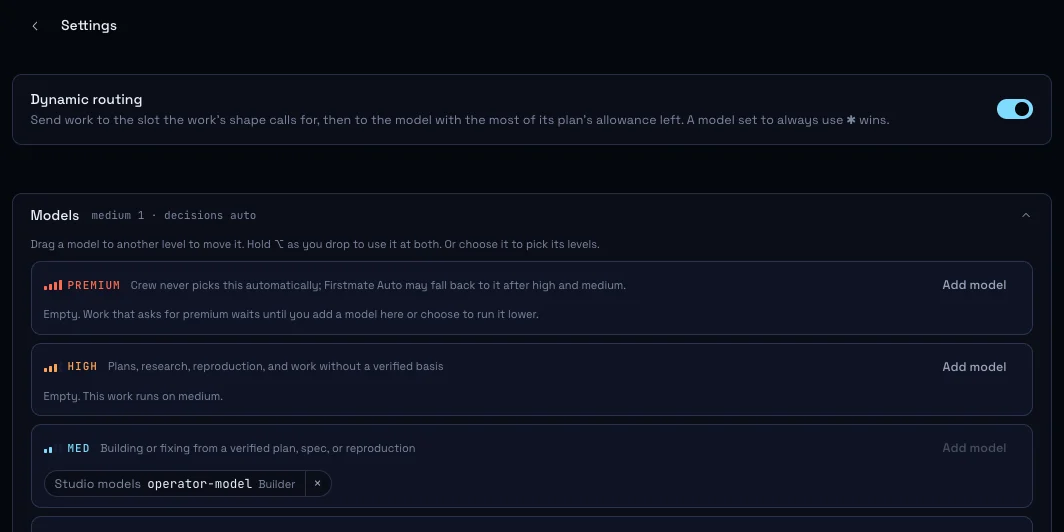 Settings
Dynamic routing
Send work to the slot the work's shape calls for, then to the model with the most of its plan's allowance left. A model set to always use ✱ wins.
Models medium 1 · decisions auto
Drag a model to another level to move it. Hold ⌥ as you drop to use it at both. Or choose it to pick its levels.
PREMIUM Crew never picks this automatically; Firstmate Auto may fall back to it after high and medium. Add model
Empty. Work that asks for premium waits until you add a model here or choose to run it lower.
HIGH Plans, research, reproduction, and work without a verified basis Add model
Empty. This work runs on medium.
MED Building or fixing from a verified plan, spec, or reproduction Add model
Studio models operator-model Builder ×